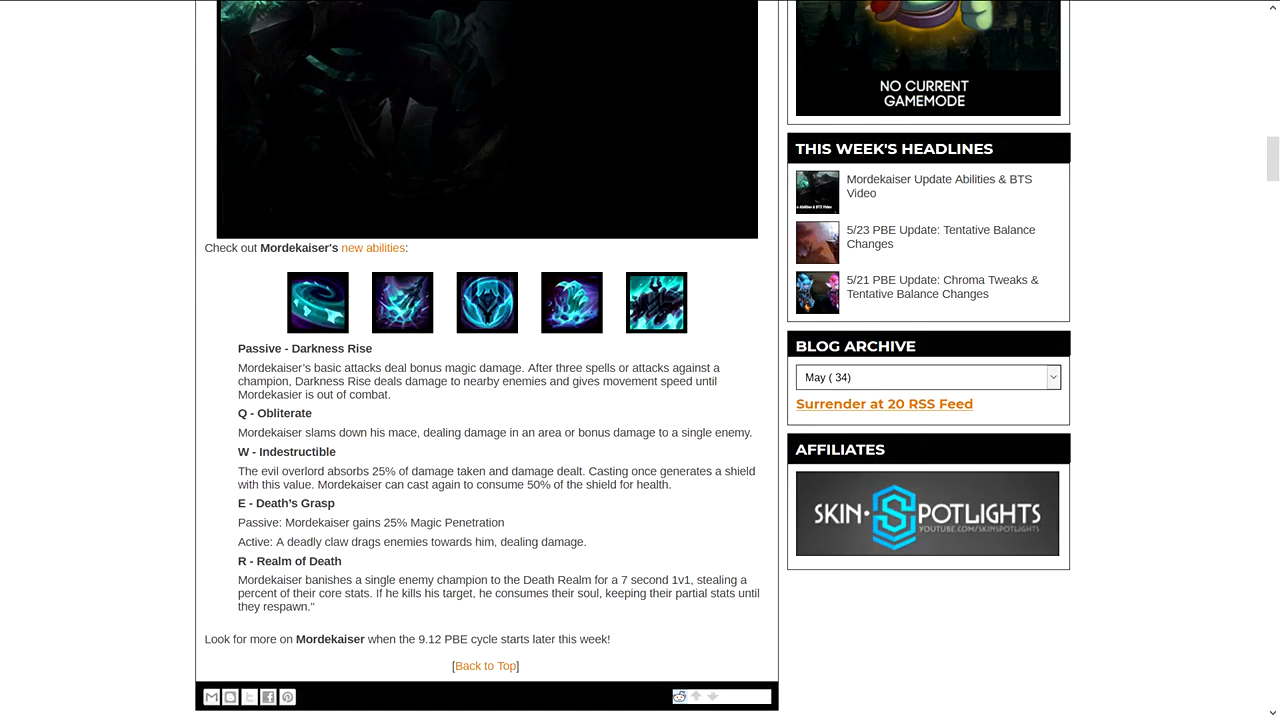 Check out Mordekaiser's new abilities:
Passive - Darkness Rise
Mordekaiser’s basic attacks deal bonus magic damage. After three spells or attacks against a
champion, Darkness Rise deals damage to nearby enemies and gives movement speed until
Mordekasier is out of combat.
Q - Obliterate
Mordekaiser slams down his mace, dealing damage in an area or bonus damage to a single enemy.
W - Indestructible
The evil overlord absorbs 25% of damage taken and damage dealt. Casting once generates a shield
with this value. Mordekaiser can cast again to consume 50% of the shield for health.
E - Death’s Grasp
Passive: Mordekaiser gains 25% Magic Penetration
Active: A deadly claw drags enemies towards him, dealing damage.
R - Realm of Death
Mordekaiser banishes a single enemy champion to the Death Realm for a 7 second 1v1, stealing a
percent of their core stats. If he kills his target, he consumes their soul, keeping their partial stats until
they respawn."
Look for more on Mordekaiser when the 9.12 PBE cycle starts later this week!
[Back to Top]
NO CURRENT
GAMEMODE
THIS WEEK'S HEADLINES
Mordekaiser Update Abilities & BTS
Video
5/23 PBE Update: Tentative Balance
Changes
5/21 PBE Update: Chroma Tweaks &
Tentative Balance Changes
BLOG ARCHIVE
May ( 34)
Surrender at 20 RSS Feed
AFFILIATES
SKIN SPOTLIGHTS
YOUTUBE.COM/SKINSPOTLIGHTS